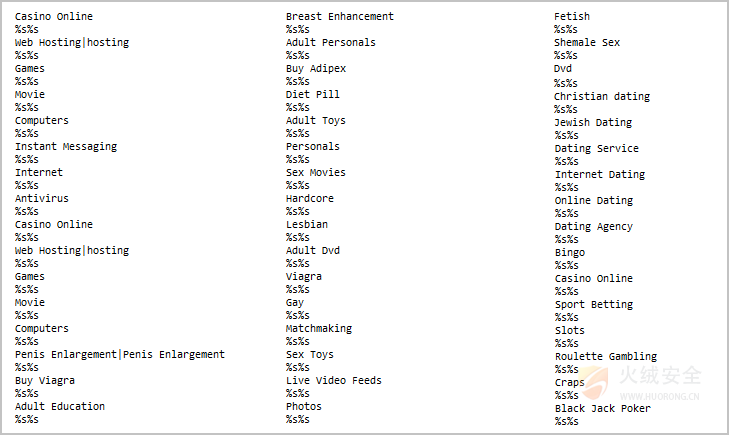 Casino Online
%s%s
Web Hosting|hosting
%s%s
Games
%s%s
Movie
%s%s
Computers
%s%s
Instant Messaging
%s%s
Internet
%s%s
Antivirus
%s%s
Casino Online
%s%s
Web Hosting|hosting
%s%s
Games
%s%s
Movie
%s%s
Computers
%s%s
Penis Enlargement|Penis Enlargement
%s%s
Buy Viagra
%s%s
Adult Education
%s%s
Breast Enhancement
%s%s
Adult Personals
%s%s
Buy Adipex
%s%s
Diet Pill
%s%s
Adult Toys
%s%s
Personals
%s%s
Sex Movies
%s%s
Hardcore
%s%s
Lesbian
%s%s
Adult Dvd
%s%s
Viagra
%s%s
Gay
%s%s
Matchmaking
%s%s
Sex Toys
%s%s
Live Video Feeds
%s%s
Photos
%s%s
Fetish
%s%s
Shemale Sex
%s%s
Dvd
%s%s
Christian dating
%s%s
Jewish Dating
%s%s
Dating Service
%s%s
Internet Dating
%s%s
Online Dating
%s%s
Dating Agency
%s%s
Bingo
%s%s
Casino Online
%s%s
Sport Betting
%s%s
Slots
%s%s
Roulette Gambling
%s%s
Craps
%s%s
Black Jack Poker
%s%s
火绒安全
WWW.HUORONG.CN